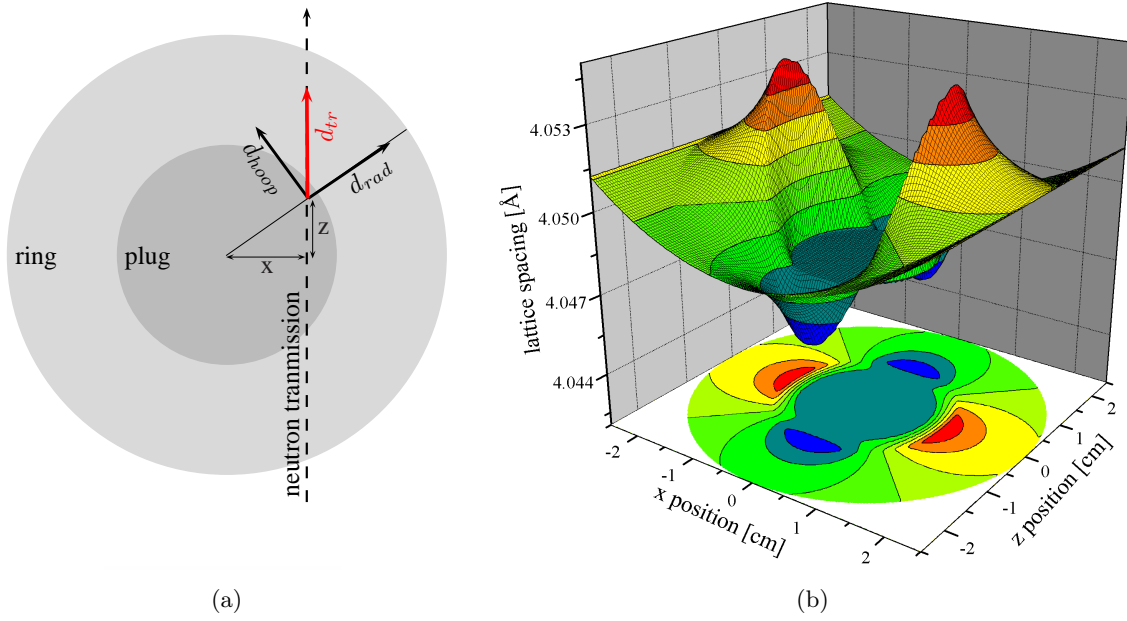 d_tr
d_hoop
d_rad
ring
plug
x
z
neutron tranmission
(a)
lattice spacing [Å]
4.053
4.050
4.047
4.044
-2
-1
0
1
2
x position [cm]
-2
-1
0
1
2
z position [cm]
(b)